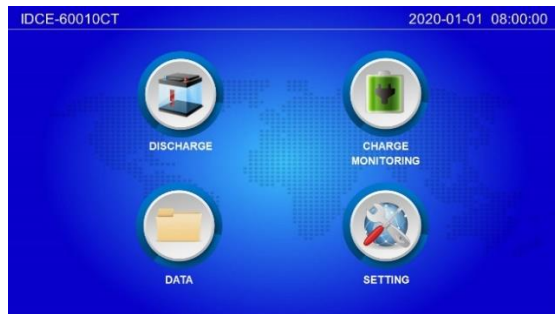 IDCE-60010CT 2020-01-01 08:00:00
DISCHARGE
CHARGE
MONITORING
DATA
SETTING